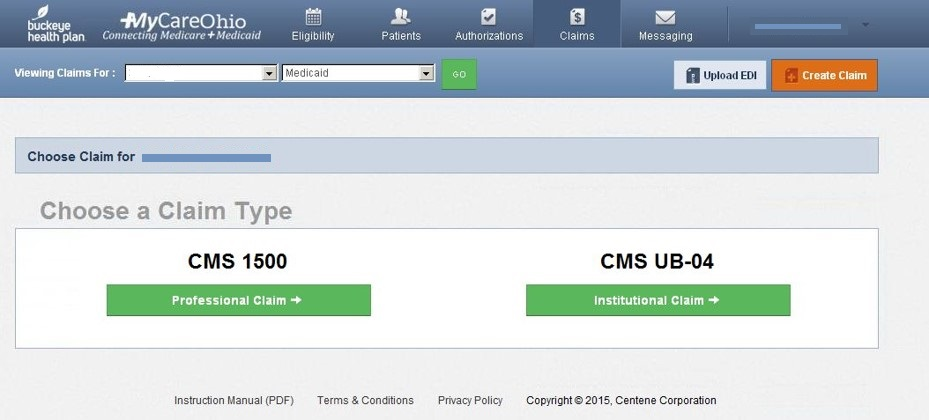 buckeye health plan
MyCareOhio
Connecting Medicare + Medicaid
Eligibility
Patients
Authorizations
Claims
Messaging
Viewing Claims For :
Medicaid
GO
Upload EDI
Create Claim
Choose Claim for
Choose a Claim Type
CMS 1500
CMS UB-04
Professional Claim ➔
Institutional Claim ➔
Instruction Manual (PDF)
Terms & Conditions
Privacy Policy
Copyright © 2015, Centene Corporation